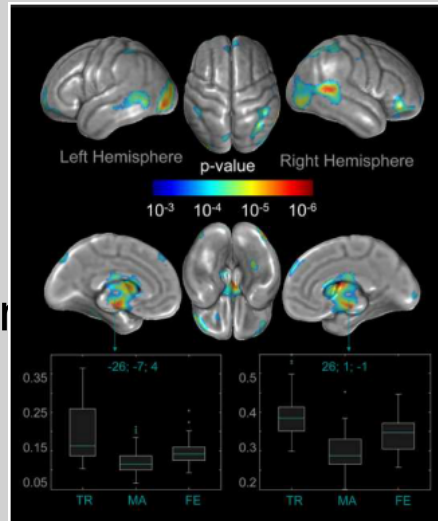 Left Hemisphere
p-value
Right Hemisphere
10-3 10-4 10-5 10-6
-26; -7; 4
26; 1; -1
0.35
0.25
0.15
0.05
0.5
0.4
0.3
0.2
TR MA FE
TR MA FE